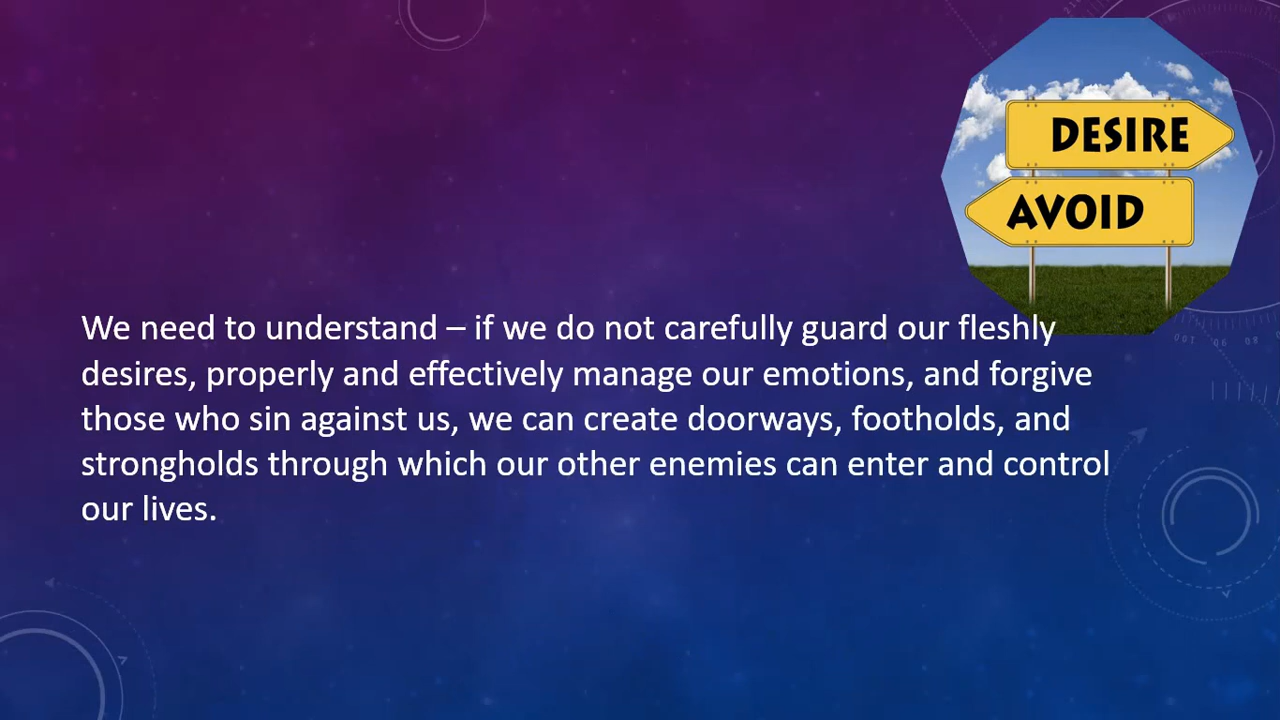 DESIRE
AVOID
We need to understand – if we do not carefully guard our fleshly
desires, properly and effectively manage our emotions, and forgive
those who sin against us, we can create doorways, footholds, and
strongholds through which our other enemies can enter and control
our lives.